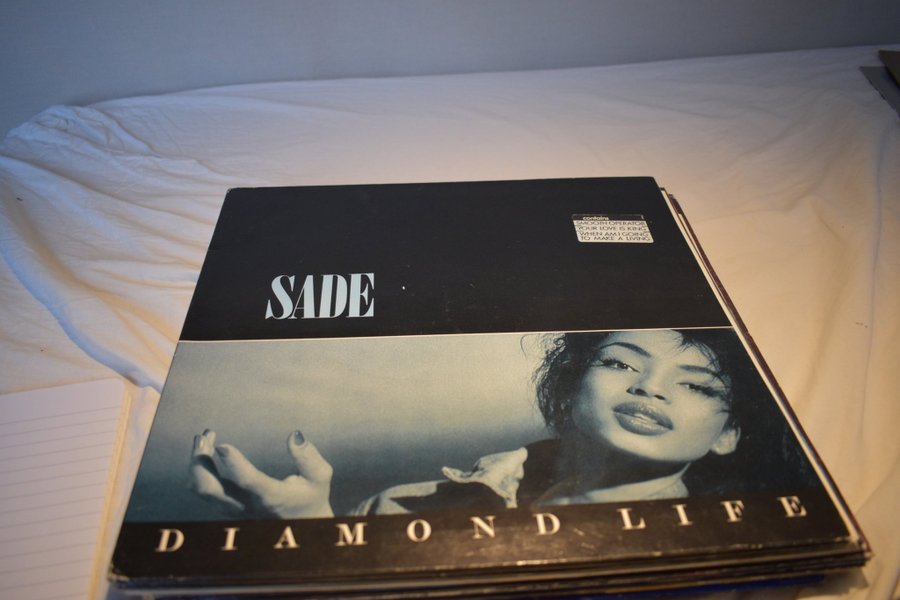 contains
SMOOTH OPERATOR
YOUR LOVE IS KING
WHEN AM I GOING
TO MAKE A LIVING
SADE
DIAMOND LIFE